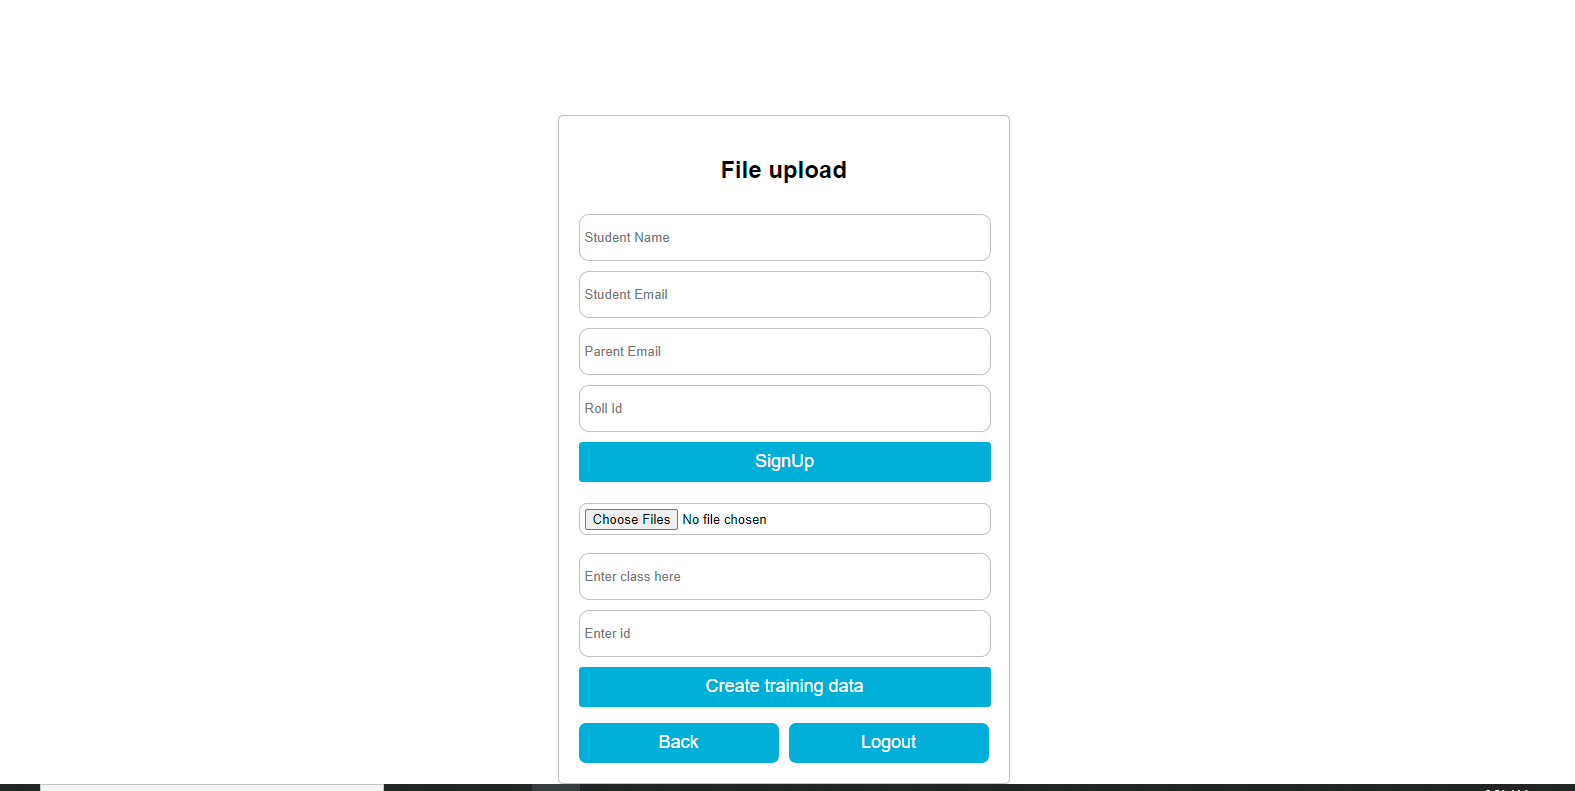 File upload
Student Name
Student Email
Parent Email
Roll Id
SignUp
Choose Files No file chosen
Enter class here
Enter id
Create training data
Back Logout